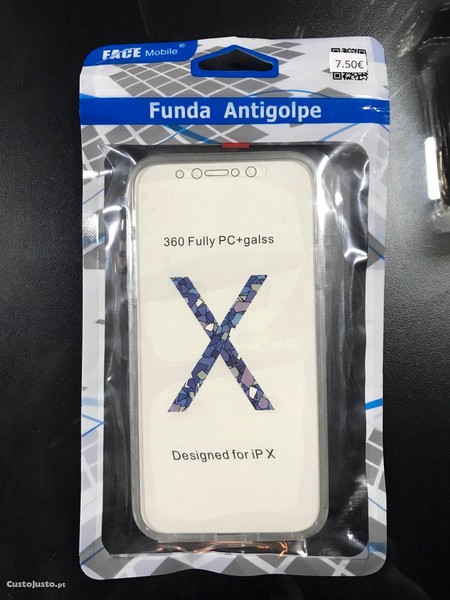 FACE Mobile®
7.50€
Funda Antigolpe
360 Fully PC+galss
X
Designed for iP X
CustoJusto.pt